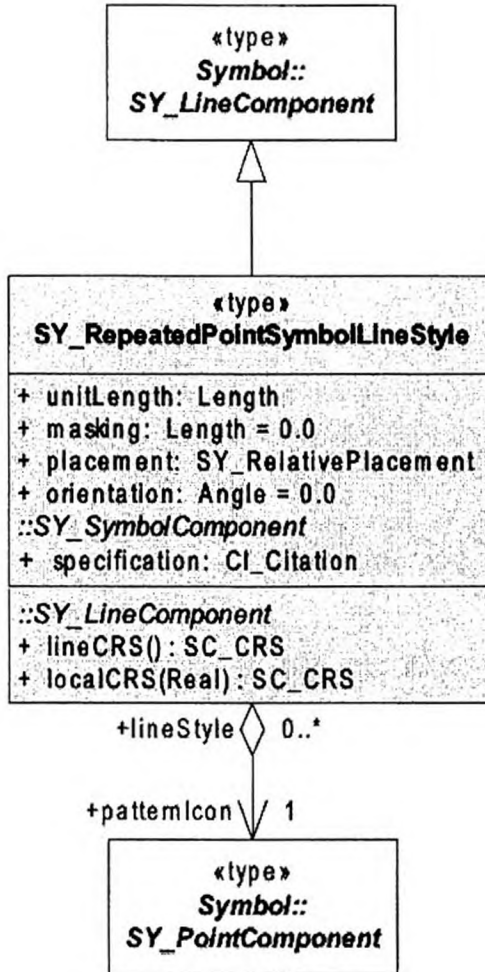 «type»
Symbol::
SY_LineComponent
«type»
SY_RepeatedPointSymbolLineStyle
+ unitLength: Length
+ masking: Length = 0.0
+ placement: SY_RelativePlacement
+ orientation: Angle = 0.0
::SY_SymbolComponent
+ specification: CI_Citation
::SY_LineComponent
+ lineCRS() : SC_CRS
+ localCRS(Real) : SC_CRS
+lineStyle 0..*
+patternIcon 1
«type»
Symbol::
SY_PointComponent